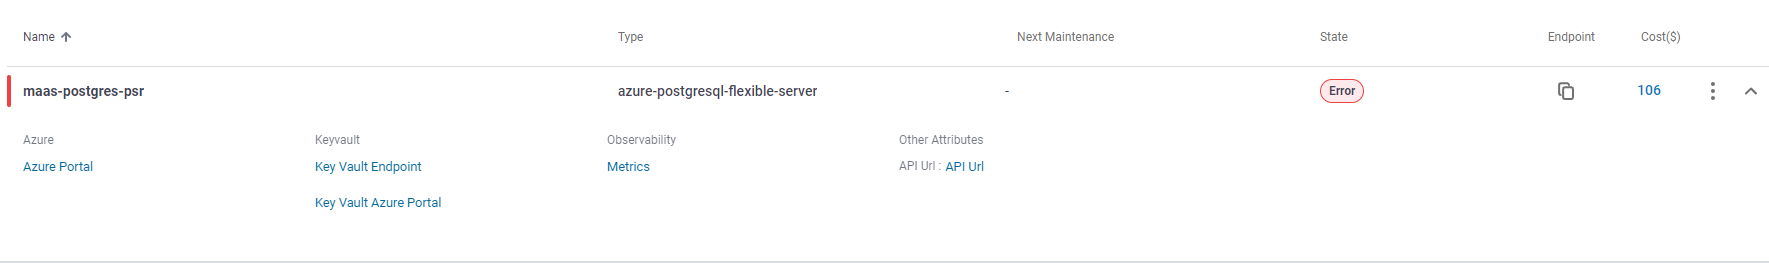 Name Type Next Maintenance State Endpoint Cost($)
maas-postgres-psr azure-postgresql-flexible-server - Error 106
Azure Keyvault Observability Other Attributes
Azure Portal Key Vault Endpoint Metrics API Url : API Url
Key Vault Azure Portal